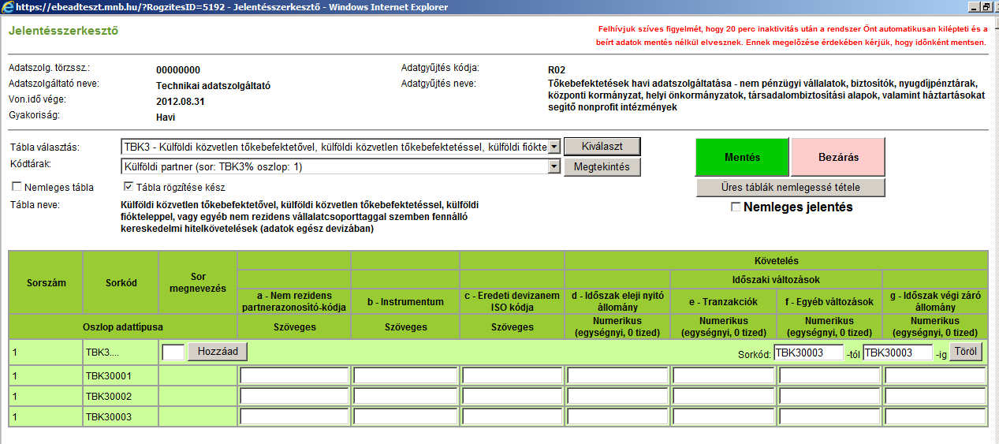 https://ebeadteszt.mnb.hu/?RogzitesID=5192 - Jelentésszerkesztő - Windows Internet Explorer
Jelentésszerkesztő
Felhívjuk szíves figyelmét, hogy 20 perc inaktivitás után a rendszer Önt automatikusan kilépteti és a
beírt adatok mentés nélkül elvesznek. Ennek megelőzése érdekében kérjük, hogy időnként mentsen.
Adatszolg. törzssz.: 00000000 Adatgyűjtés kódja: R02
Adatszolgáltató neve: Technikai adatszolgáltató Adatgyűjtés neve: Tőkebefektetések havi adatszolgáltatása - nem pénzügyi vállalatok, biztosítók, nyugdíjpénztárak,
központi kormányzat, helyi önkormányzatok, társadalombiztosítási alapok, valamint háztartásokat
segítő nonprofit intézmények
Von.idő vége: 2012.08.31
Gyakoriság: Havi
Tábla választás: TBK3 - Külföldi közvetlen tőkebefektetővel, külföldi közvetlen tőkebefektetéssel, külföldi fiókte Kiválaszt
Kódtárak: Külföldi partner (sor: TBK3% oszlop: 1) Megtekintés
Mentés Bezárás
Üres táblák nemlegessé tétele
Nemleges jelentés
Nemleges tábla Tábla rögzítése kész
Tábla neve: Külföldi közvetlen tőkebefektetővel, külföldi közvetlen tőkebefektetéssel, külföldi
fiókteleppel, vagy egyéb nem rezidens vállalatcsoporttaggal szemben fennálló
kereskedelmi hitelkövetelések (adatok egész devizában)
Követelés
Időszaki változások
Sorszám Sorkód Sor
megnevezés
a - Nem rezidens
partnerazonosító-kódja
b - Instrumentum
c - Eredeti devizanem
ISO kódja
d - Időszak eleji nyitó
állomány
e - Tranzakciók
f - Egyéb változások
g - Időszak végi záró
állomány
Oszlop adattípusa Szöveges Szöveges Szöveges Numerikus Numerikus Numerikus Numerikus
(egységnyi, 0 tized) (egységnyi, 0 tized) (egységnyi, 0 tized) (egységnyi, 0 tized)
1 TBK3.... Hozzáad Sorkód: TBK30003 -tól TBK30003 -ig Töröl
1 TBK30001
1 TBK30002
1 TBK30003